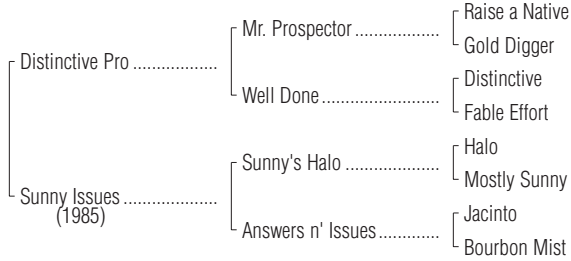 Raise a Native
Mr. Prospector ..................
Gold Digger
Distinctive Pro ..................
Distinctive
Well Done.........................
Fable Effort
Halo
Sunny's Halo ....................
Mostly Sunny
Sunny Issues ....................
(1985)
Jacinto
Answers n' Issues.............
Bourbon Mist